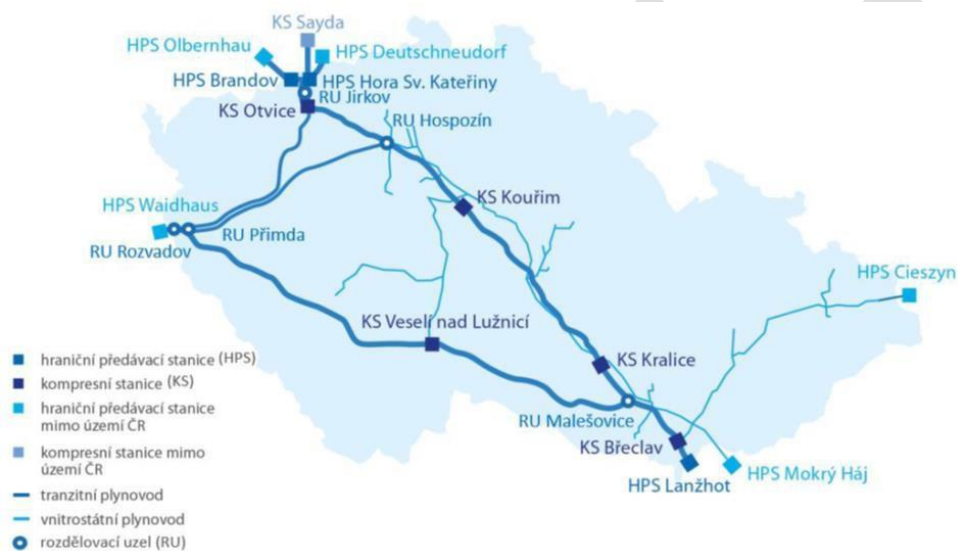 KS Sayda
HPS Olbernhau
HPS Deutschneudorf
HPS Brandov
HPS Hora Sv. Kateřiny
RU Jirkov
KS Otvice
RU Hospozín
KS Kouřim
HPS Waidhaus
RU Přimda
RU Rozvadov
HPS Cieszyn
KS Veselí nad Lužnicí
KS Kralice
RU Malešovice
KS Břeclav
HPS Mokrý Háj
HPS Lanžhot
hraniční předávací stanice (HPS)
kompresní stanice (KS)
hraniční předávací stanice
mimo území ČR
kompresní stanice mimo
území ČR
tranzitní plynovod
vnitrostátní plynovod
rozdělovací uzel (RU)